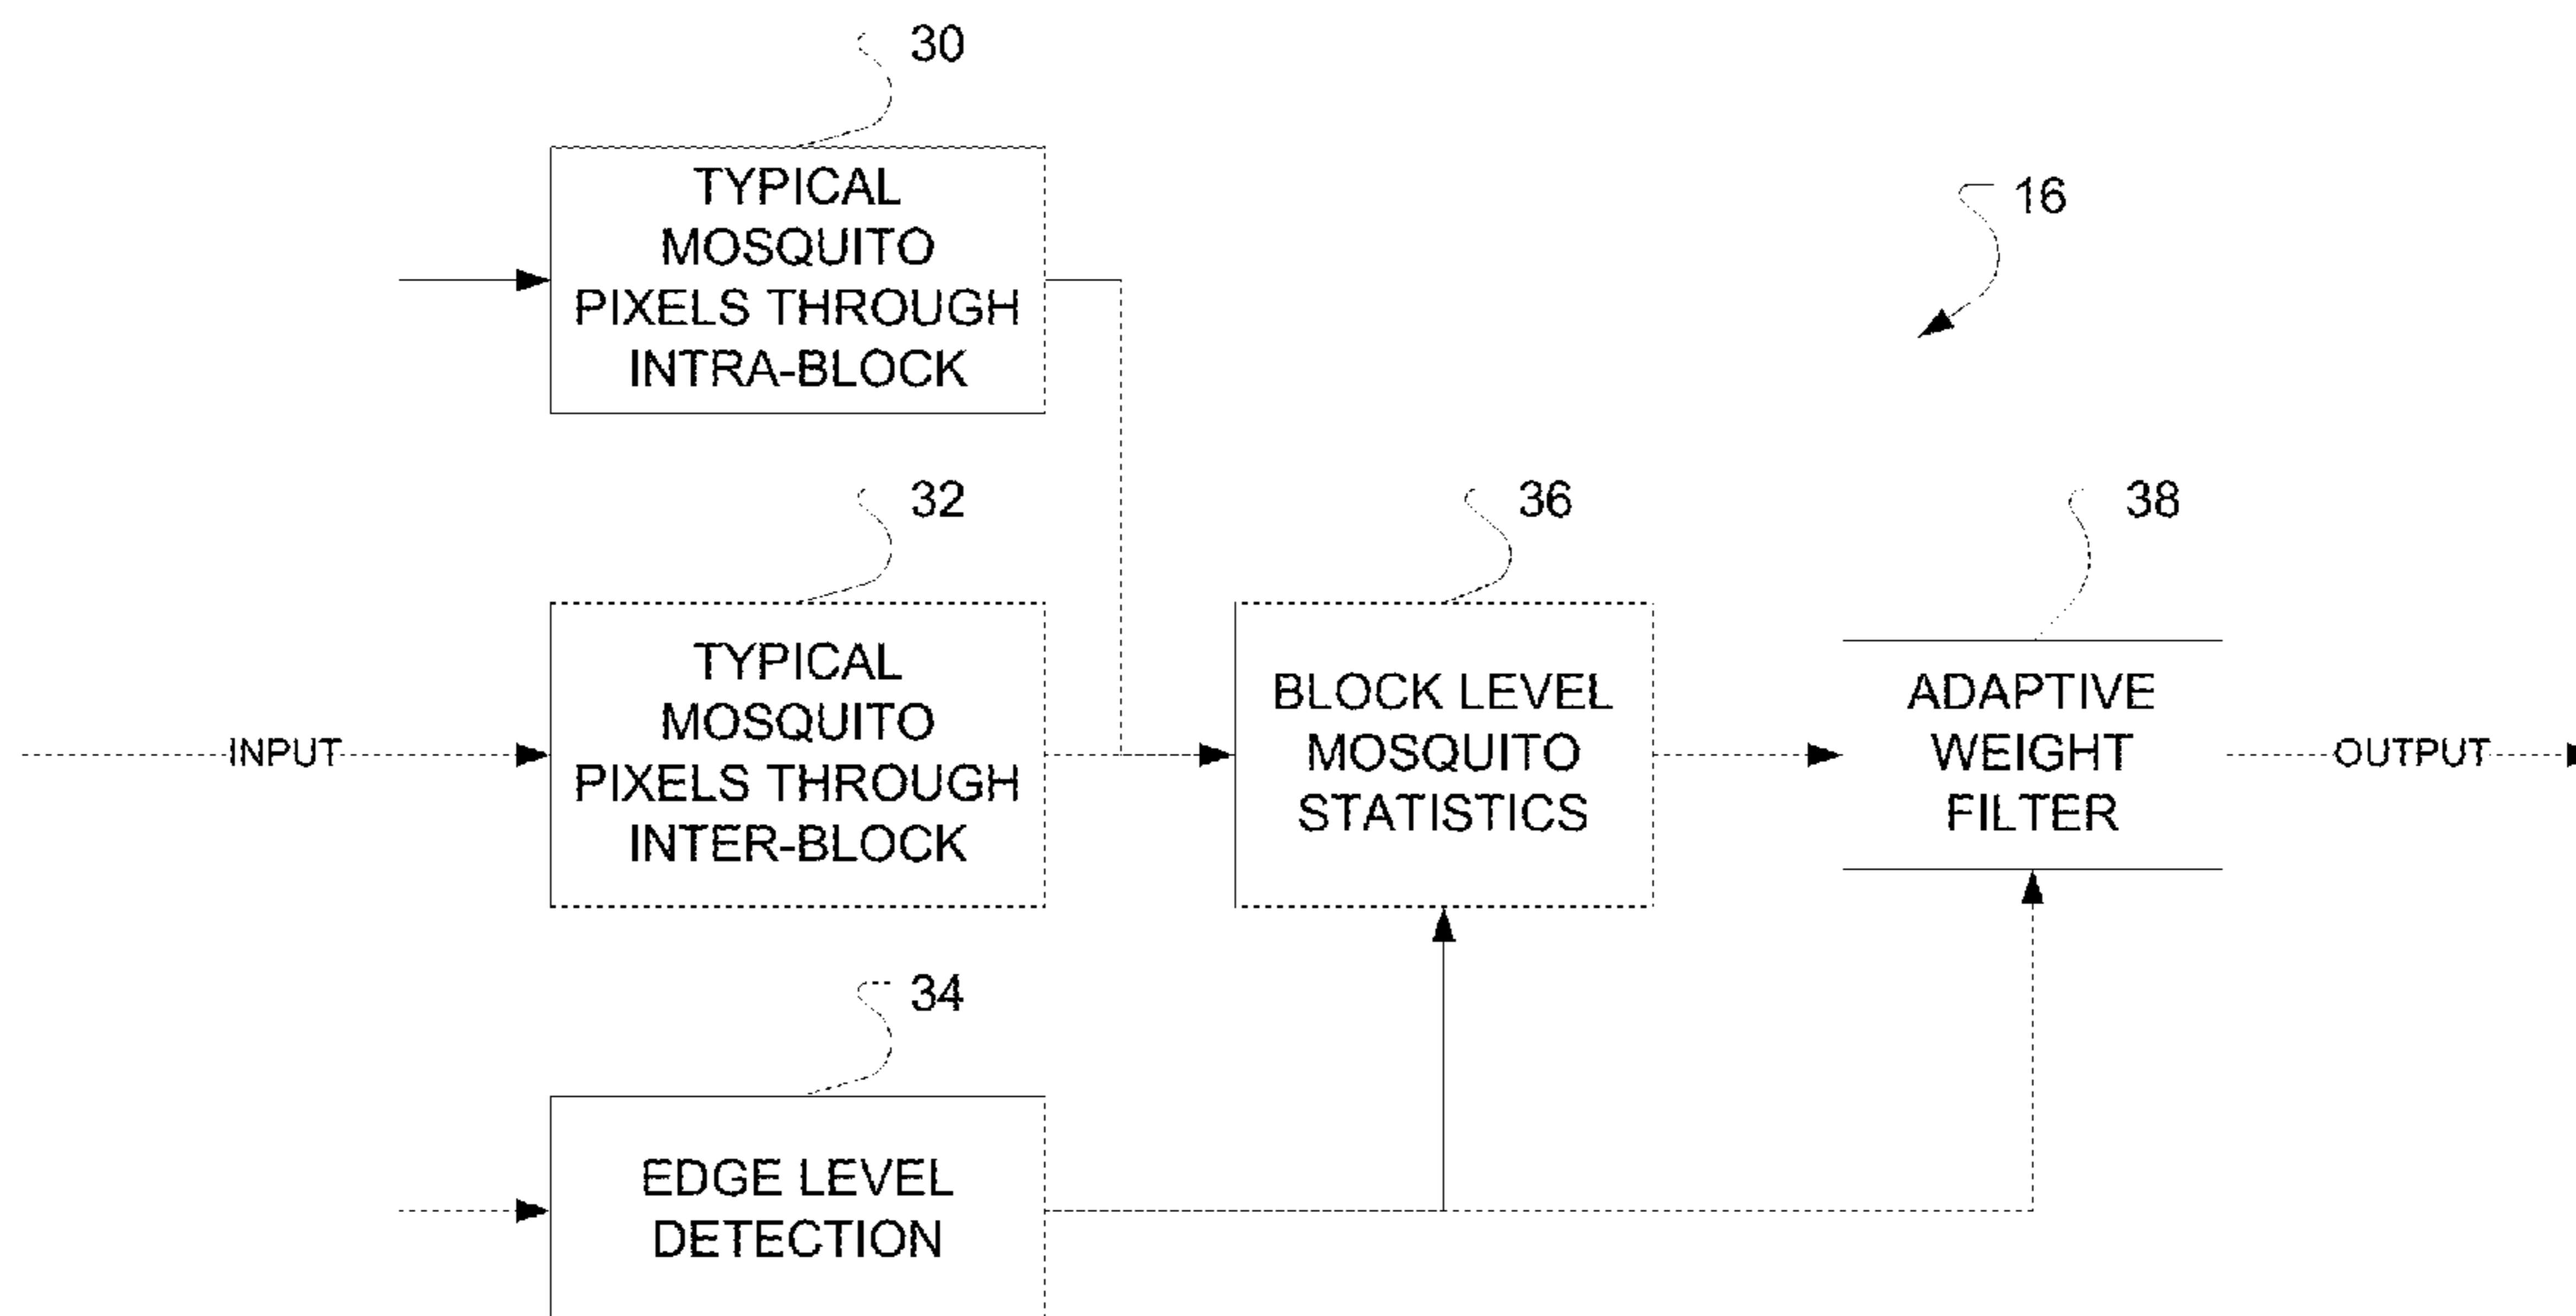 30
TYPICAL
MOSQUITO
PIXELS THROUGH
INTRA-BLOCK
16
32
TYPICAL
MOSQUITO
PIXELS THROUGH
INTER-BLOCK
INPUT
36
BLOCK LEVEL
MOSQUITO
STATISTICS
38
ADAPTIVE
WEIGHT
FILTER
OUTPUT
34
EDGE LEVEL
DETECTION